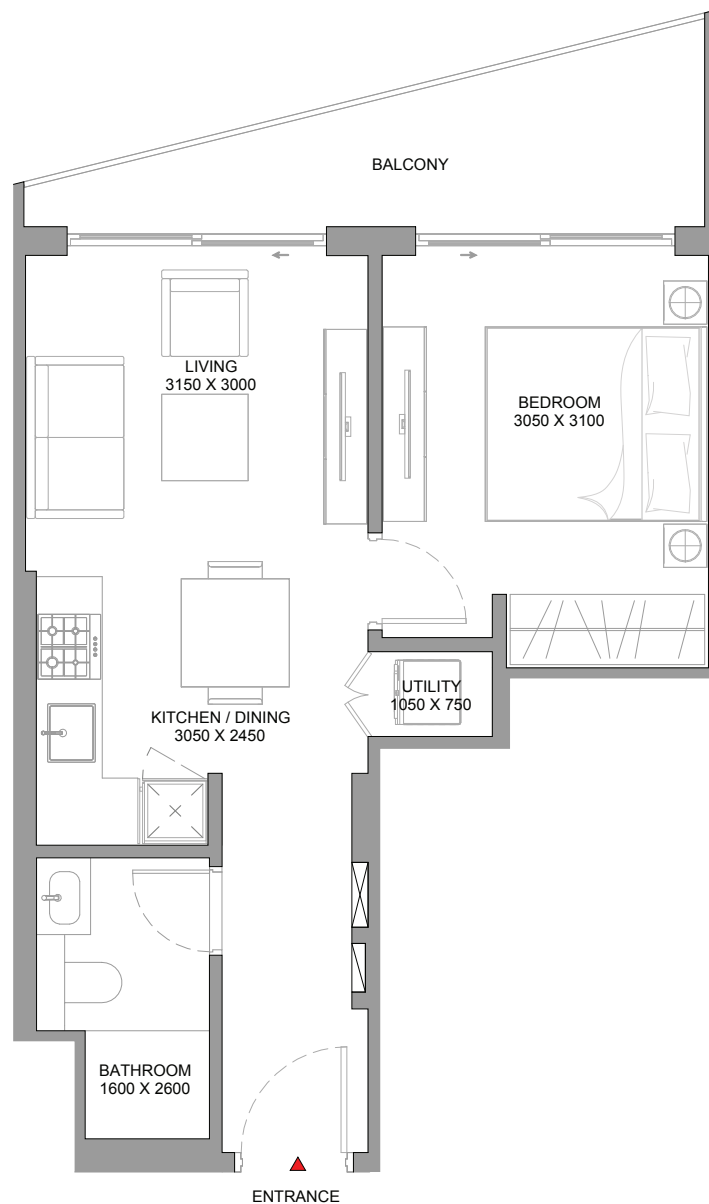 BALCONY
LIVING
3150 X 3000
BEDROOM
3050 X 3100
UTILITY
1050 X 750
KITCHEN / DINING
3050 X 2450
BATHROOM
1600 X 2600
ENTRANCE